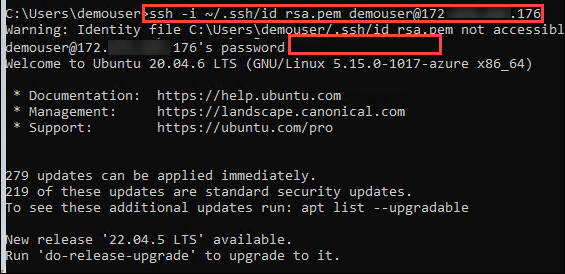 C:\Users\demouser>ssh -i ~/.ssh/id rsa.pem demouser@172 .176
Warning: Identity file C:\Users\demouser/.ssh/id rsa.pem not accessibl
demouser@172. 176's password
Welcome to Ubuntu 20.04.6 LTS (GNU/Linux 5.15.0-1017-azure x86_64)
* Documentation: https://help.ubuntu.com
* Management: https://landscape.canonical.com
* Support: https://ubuntu.com/pro
279 updates can be applied immediately.
219 of these updates are standard security updates.
To see these additional updates run: apt list --upgradable
New release '22.04.5 LTS' available.
Run 'do-release-upgrade' to upgrade to it.